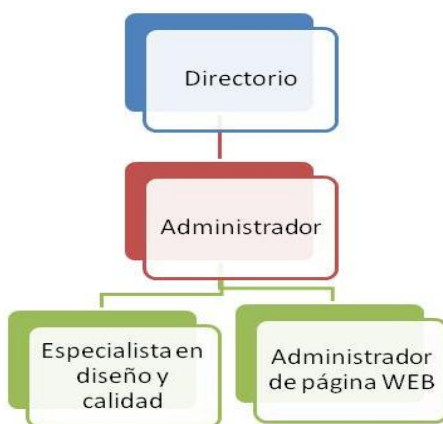 Directorio
Administrador
Especialista en
diseño y
calidad
Administrador
de página WEB